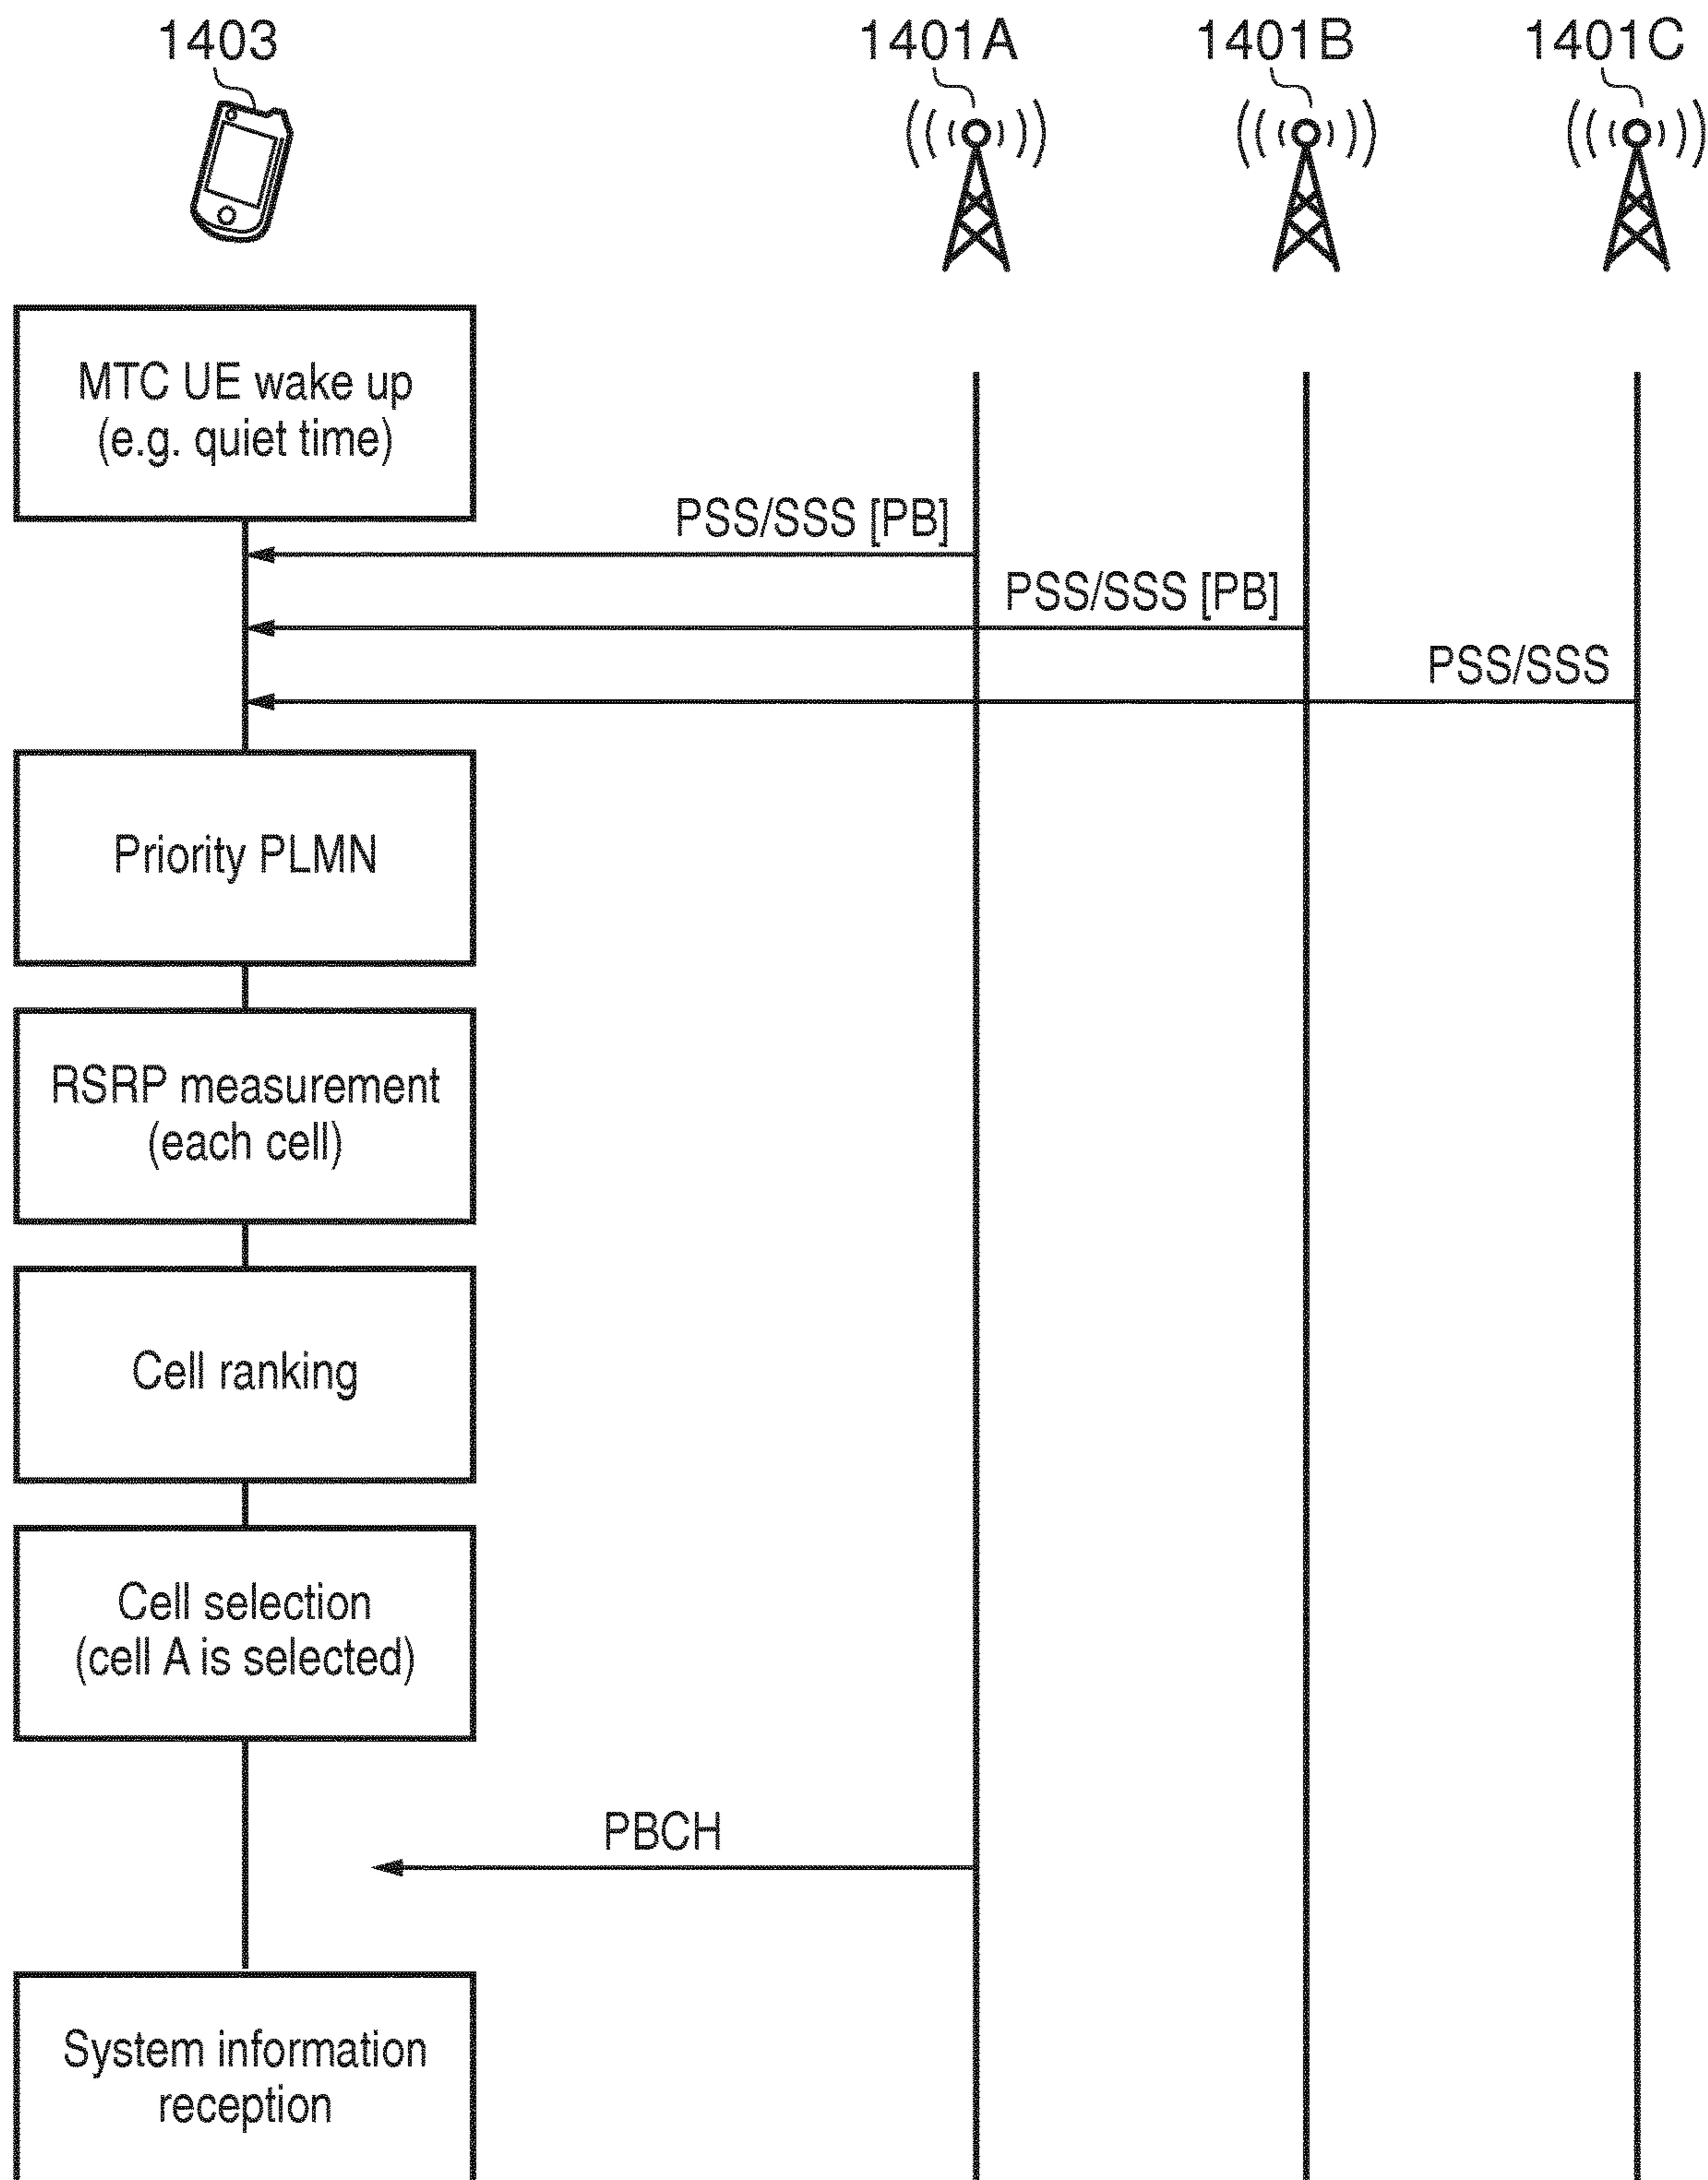 1403
1401A
1401B
1401C
MTC UE wake up
(e.g. quiet time)
PSS/SSS [PB]
PSS/SSS [PB]
PSS/SSS
Priority PLMN
RSRP measurement
(each cell)
Cell ranking
Cell selection
(cell A is selected)
PBCH
System information
reception